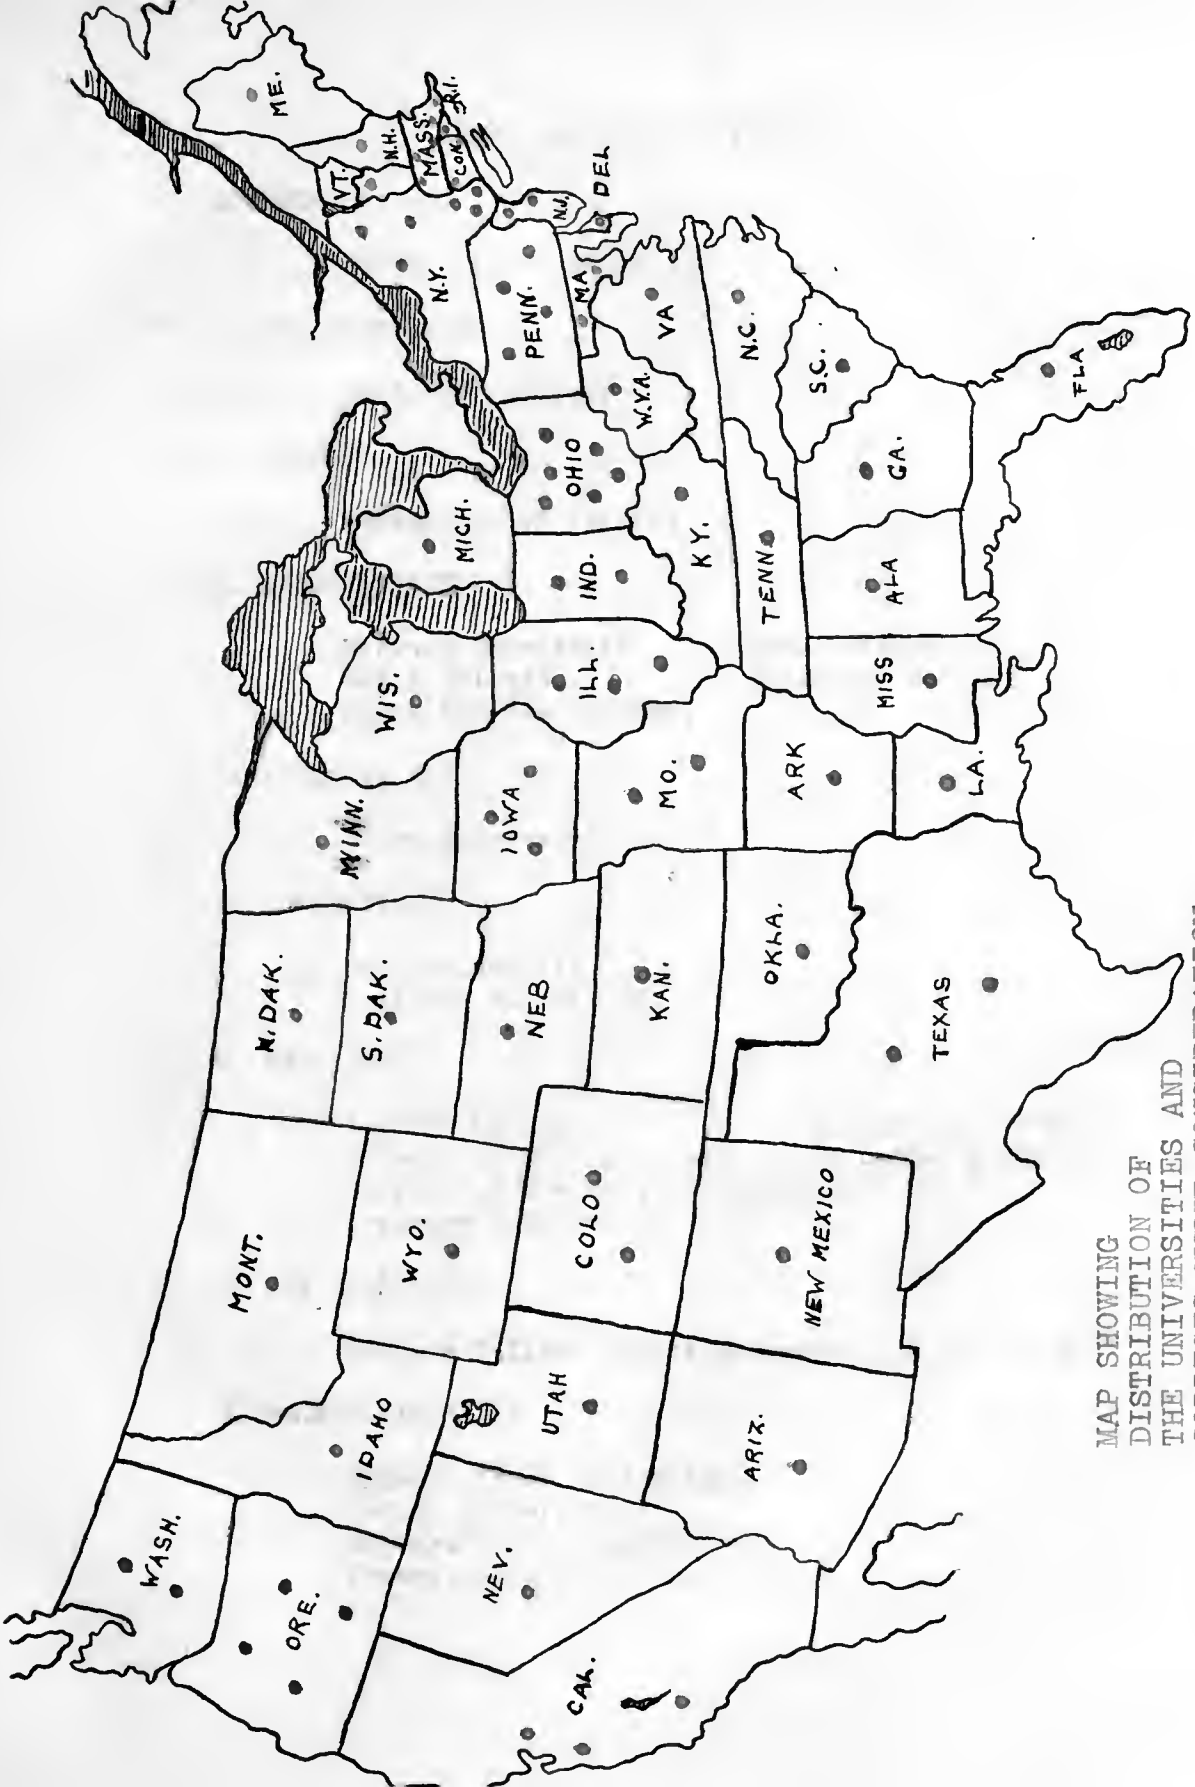 WASH.
ORE.
CAL.
NEV.
IDAHO
MONT.
WYO.
UTAH
ARIZ.
COLO
NEW MEXICO
N. DAK.
S. DAK.
NEB
KAN.
OKLA.
TEXAS
MINN.
IOWA
MO.
ARK
LA.
WIS.
ILL.
MISS
MICH.
IND.
OHIO
KY.
TENN
ALA
GA.
FLA
S.C.
N.C.
VA
W.VA.
MA
DEL
PENN.
N.J.
N.Y.
CON.
R.I.
MASS.
VT.
N.H.
ME.
MAP SHOWING
DISTRIBUTION OF
THE UNIVERSITIES AND